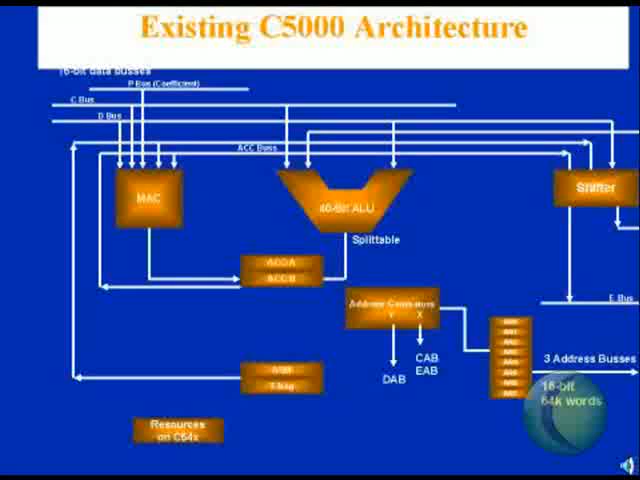 Existing C5000 Architecture
16-bit data busses
P Bus (Coefficient)
C Bus
D Bus
ACC Buss
MAC
40-Bit ALU
Shifter
Splittable
ACC A
ACC B
E Bus
Address Generators
Y X
CAB
EAB
DAB
3 Address Busses
16-bit
64k words
T-Reg
Resources
on C54x